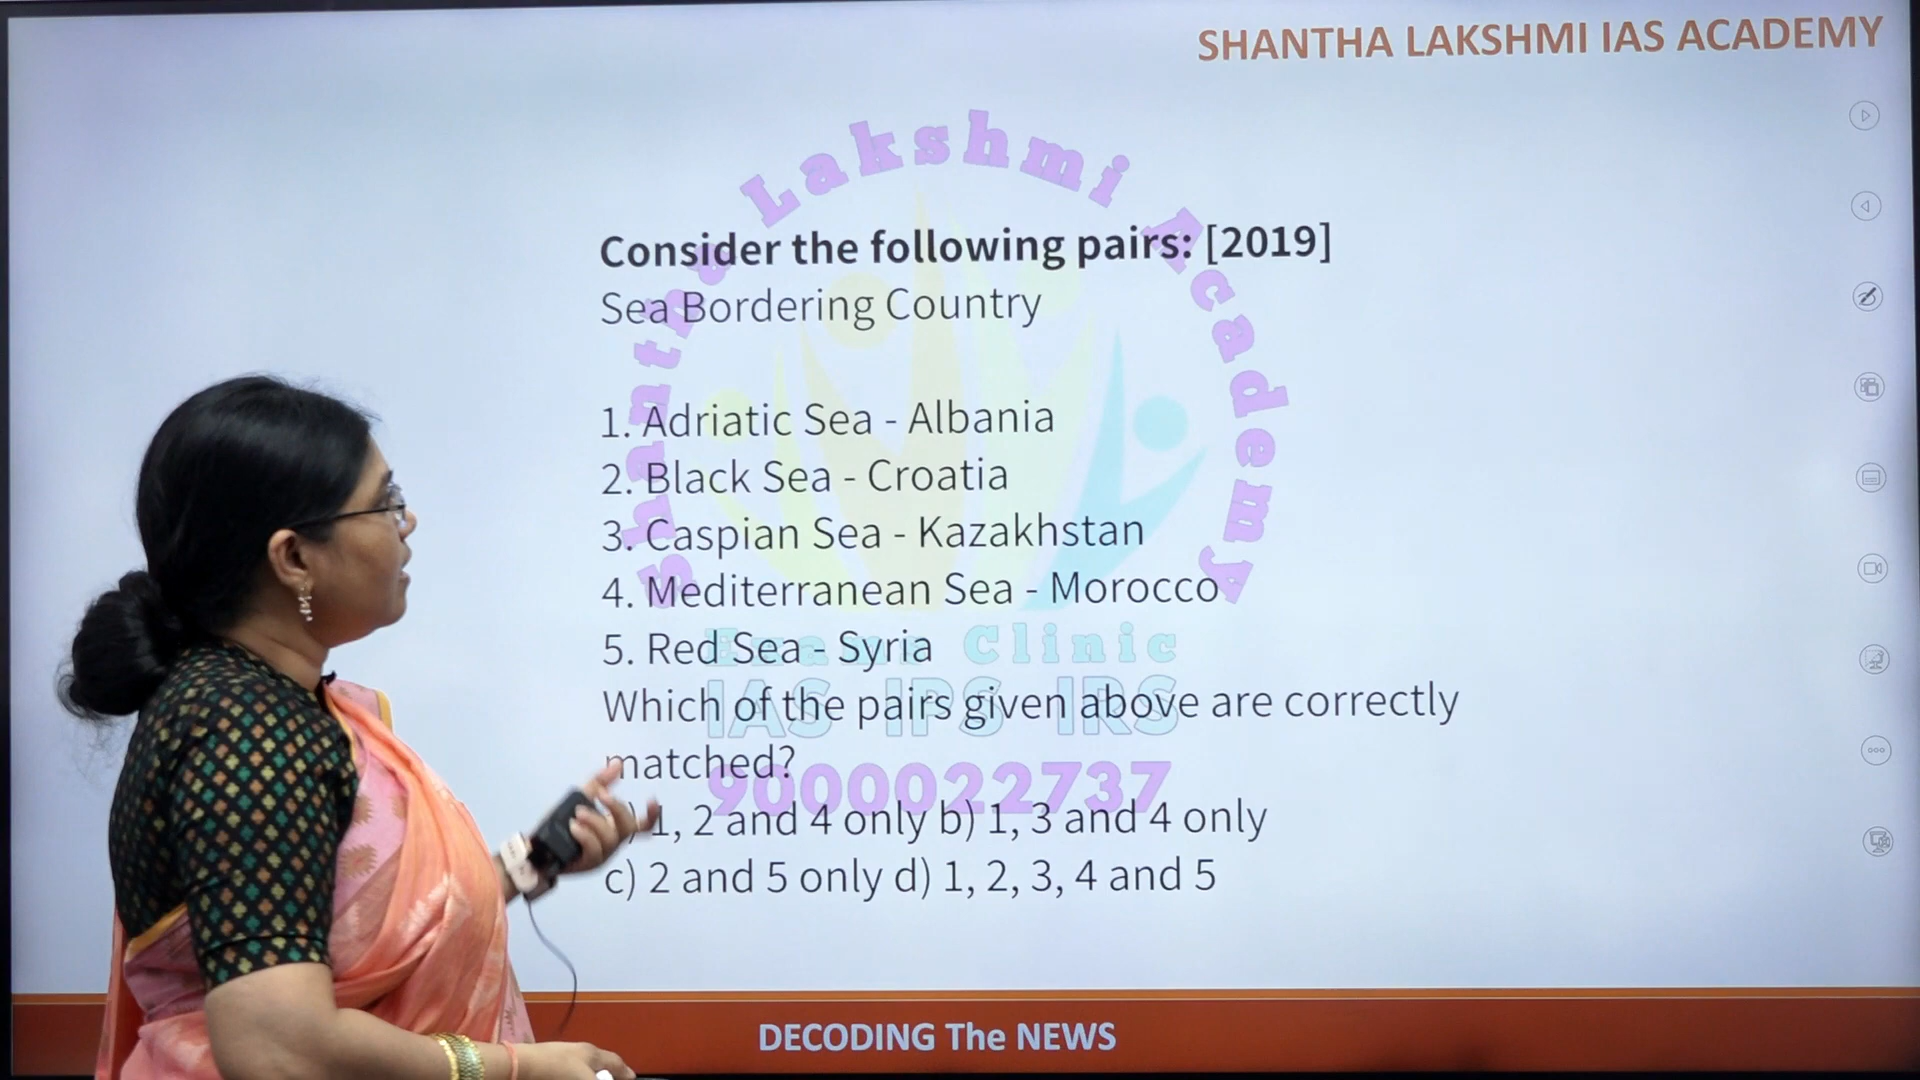 SHANTHA LAKSHMI IAS ACADEMY
Shantha Lakshmi Academy
Consider the following pairs: [2019]
Sea Bordering Country
1. Adriatic Sea - Albania
2. Black Sea - Croatia
3. Caspian Sea - Kazakhstan
4. Mediterranean Sea - Morocco
5. Red Sea - Syria
Clinic
IAS IPS IRS
Which of the pairs given above are correctly
matched?
9000022737
) 1, 2 and 4 only b) 1, 3 and 4 only
c) 2 and 5 only d) 1, 2, 3, 4 and 5
DECODING The NEWS